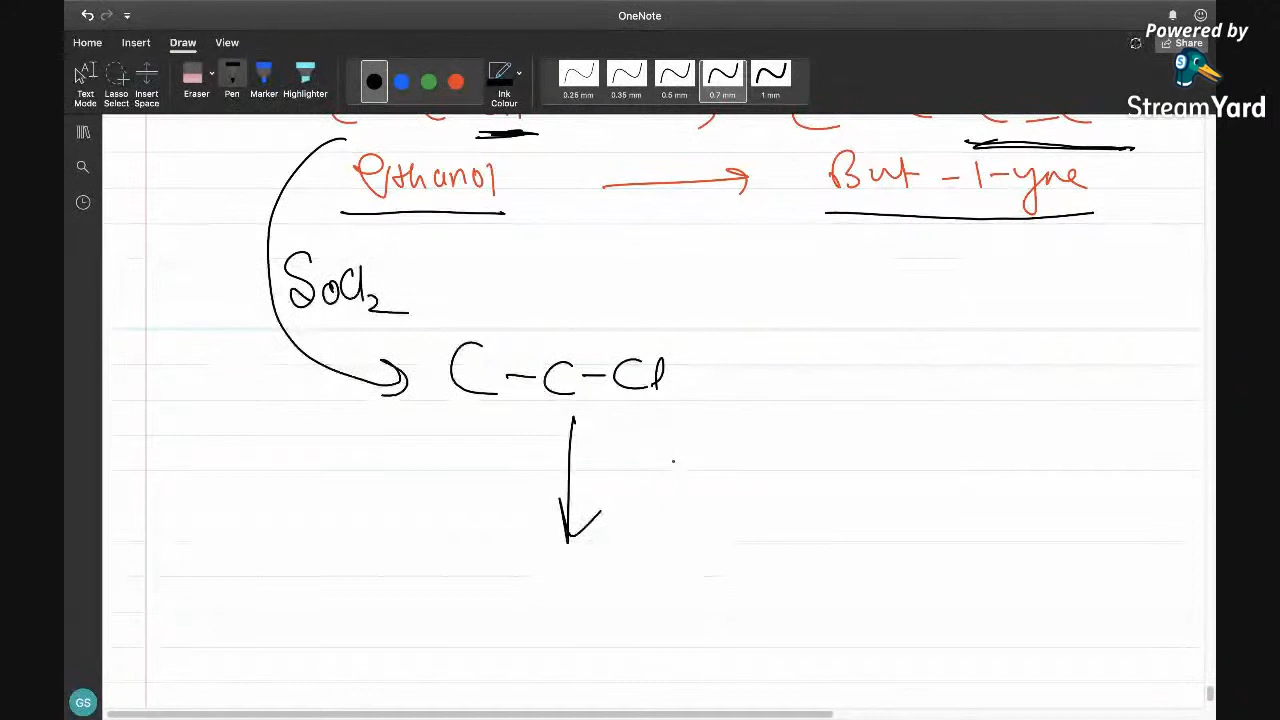 OneNote
Powered by
Home Insert Draw View
Share
StreamYard
Text Mode
Lasso Select
Insert Space
Eraser
Pen
Marker
Highlighter
Ink Colour
0.25 mm
0.35 mm
0.5 mm
0.7 mm
1 mm
Ethanol → But-1-yne
SOCl2
C-C-Cl
GS